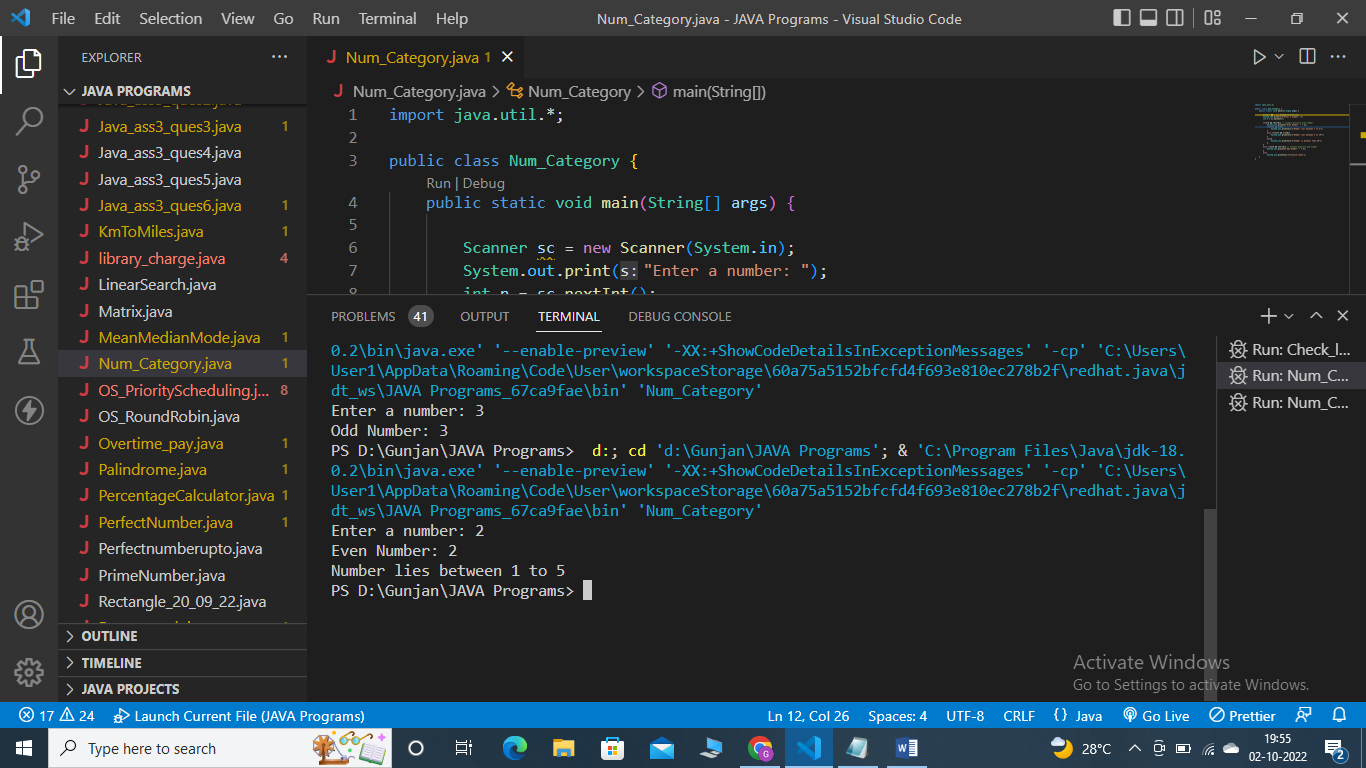 File Edit Selection View Go Run Terminal Help Num_Category.java - JAVA Programs - Visual Studio Code
EXPLORER
JAVA PROGRAMS
Java_ass3_ques3.java 1
Java_ass3_ques4.java
Java_ass3_ques5.java
Java_ass3_ques6.java 1
KmToMiles.java 1
library_charge.java 4
LinearSearch.java
Matrix.java
MeanMedianMode.java 1
Num_Category.java 1
OS_PriorityScheduling.j... 8
OS_RoundRobin.java
Overtime_pay.java 1
Palindrome.java 1
PercentageCalculator.java 1
PerfectNumber.java 1
Perfectnumberupto.java
PrimeNumber.java
Rectangle_20_09_22.java
OUTLINE
TIMELINE
JAVA PROJECTS
Num_Category.java 1
Num_Category.java > Num_Category > main(String[])
1 import java.util.*;
2
3 public class Num_Category {
Run | Debug
4 public static void main(String[] args) {
5
6 Scanner sc = new Scanner(System.in);
7 System.out.print(s:"Enter a number: ");
8 int n = sc.nextInt();
PROBLEMS 41 OUTPUT TERMINAL DEBUG CONSOLE
0.2\bin\java.exe' '--enable-preview' '-XX:+ShowCodeDetailsInExceptionMessages' '-cp' 'C:\Users\
User1\AppData\Roaming\Code\User\workspaceStorage\60a75a5152bfcfd4f693e810ec278b2f\redhat.java\j
dt_ws\JAVA Programs_67ca9fae\bin' 'Num_Category'
Enter a number: 3
Odd Number: 3
PS D:\Gunjan\JAVA Programs> d:; cd 'd:\Gunjan\JAVA Programs'; & 'C:\Program Files\Java\jdk-18.
0.2\bin\java.exe' '--enable-preview' '-XX:+ShowCodeDetailsInExceptionMessages' '-cp' 'C:\Users\
User1\AppData\Roaming\Code\User\workspaceStorage\60a75a5152bfcfd4f693e810ec278b2f\redhat.java\j
dt_ws\JAVA Programs_67ca9fae\bin' 'Num_Category'
Enter a number: 2
Even Number: 2
Number lies between 1 to 5
PS D:\Gunjan\JAVA Programs>
Run: Check_l...
Run: Num_C...
Run: Num_C...
Activate Windows
Go to Settings to activate Windows.
17 24 Launch Current File (JAVA Programs) Ln 12, Col 26 Spaces: 4 UTF-8 CRLF {} Java Go Live Prettier
Type here to search 28°C 19:55
02-10-2022 2